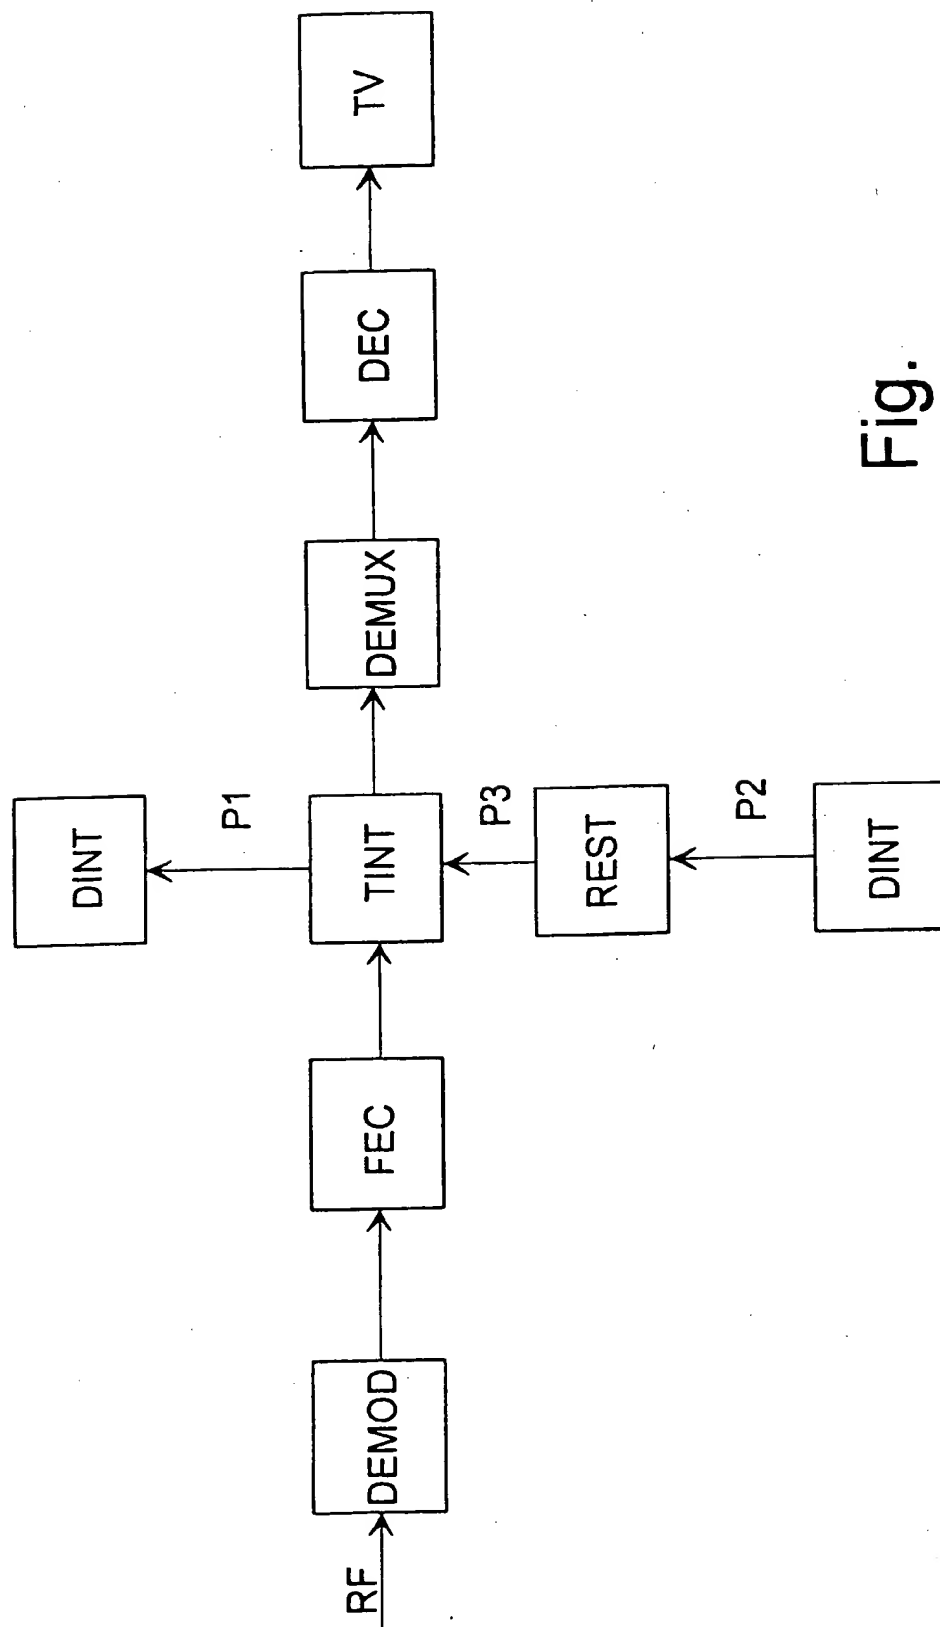 DINT
P1
RF
DEMOD
FEC
TINT
DEMUX
DEC
TV
P3
REST
P2
DINT
Fig.